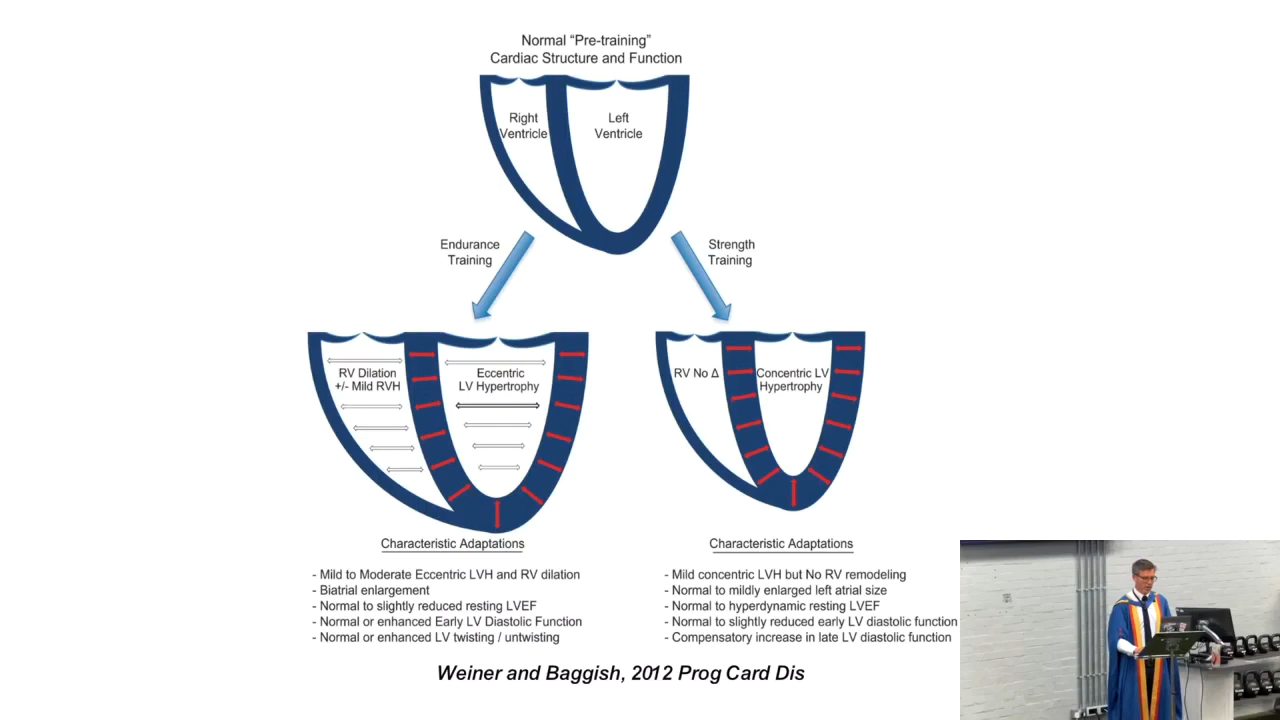 Normal “Pre-training”
Cardiac Structure and Function
Right
Ventricle
Left
Ventricle
Endurance
Training
Strength
Training
RV Dilation
+/- Mild RVH
Eccentric
LV Hypertrophy
RV No Δ
Concentric LV
Hypertrophy
Characteristic Adaptations
- Mild to Moderate Eccentric LVH and RV dilation
- Biatrial enlargement
- Normal to slightly reduced resting LVEF
- Normal or enhanced Early LV Diastolic Function
- Normal or enhanced LV twisting / untwisting
Characteristic Adaptations
- Mild concentric LVH but No RV remodeling
- Normal to mildly enlarged left atrial size
- Normal to hyperdynamic resting LVEF
- Normal to slightly reduced early LV diastolic function
- Compensatory increase in late LV diastolic function
Weiner and Baggish, 2012 Prog Card Dis